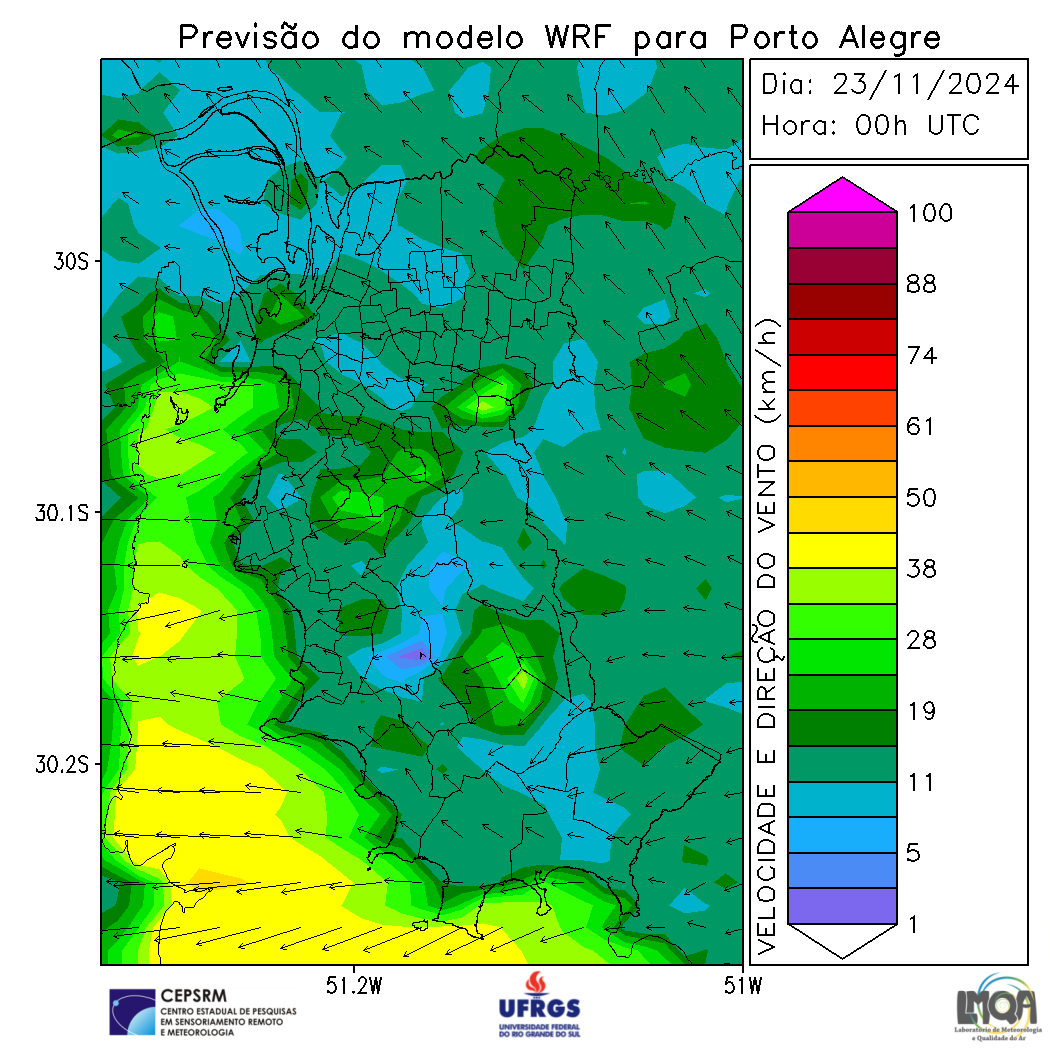 Previsão do modelo WRF para Porto Alegre
Dia: 23/11/2024
Hora: 00h UTC
30S
30.1S
30.2S
51.2W
51W
VELOCIDADE E DIREÇÃO DO VENTO (km/h)
100
88
74
61
50
38
28
19
11
5
1
CEPSRM
CENTRO ESTADUAL DE PESQUISAS
EM SENSORIAMENTO REMOTO
E METEOROLOGIA
UFRGS
UNIVERSIDADE FEDERAL
DO RIO GRANDE DO SUL
LMQA
Laboratório de Meteorologia
e Qualidade do Ar